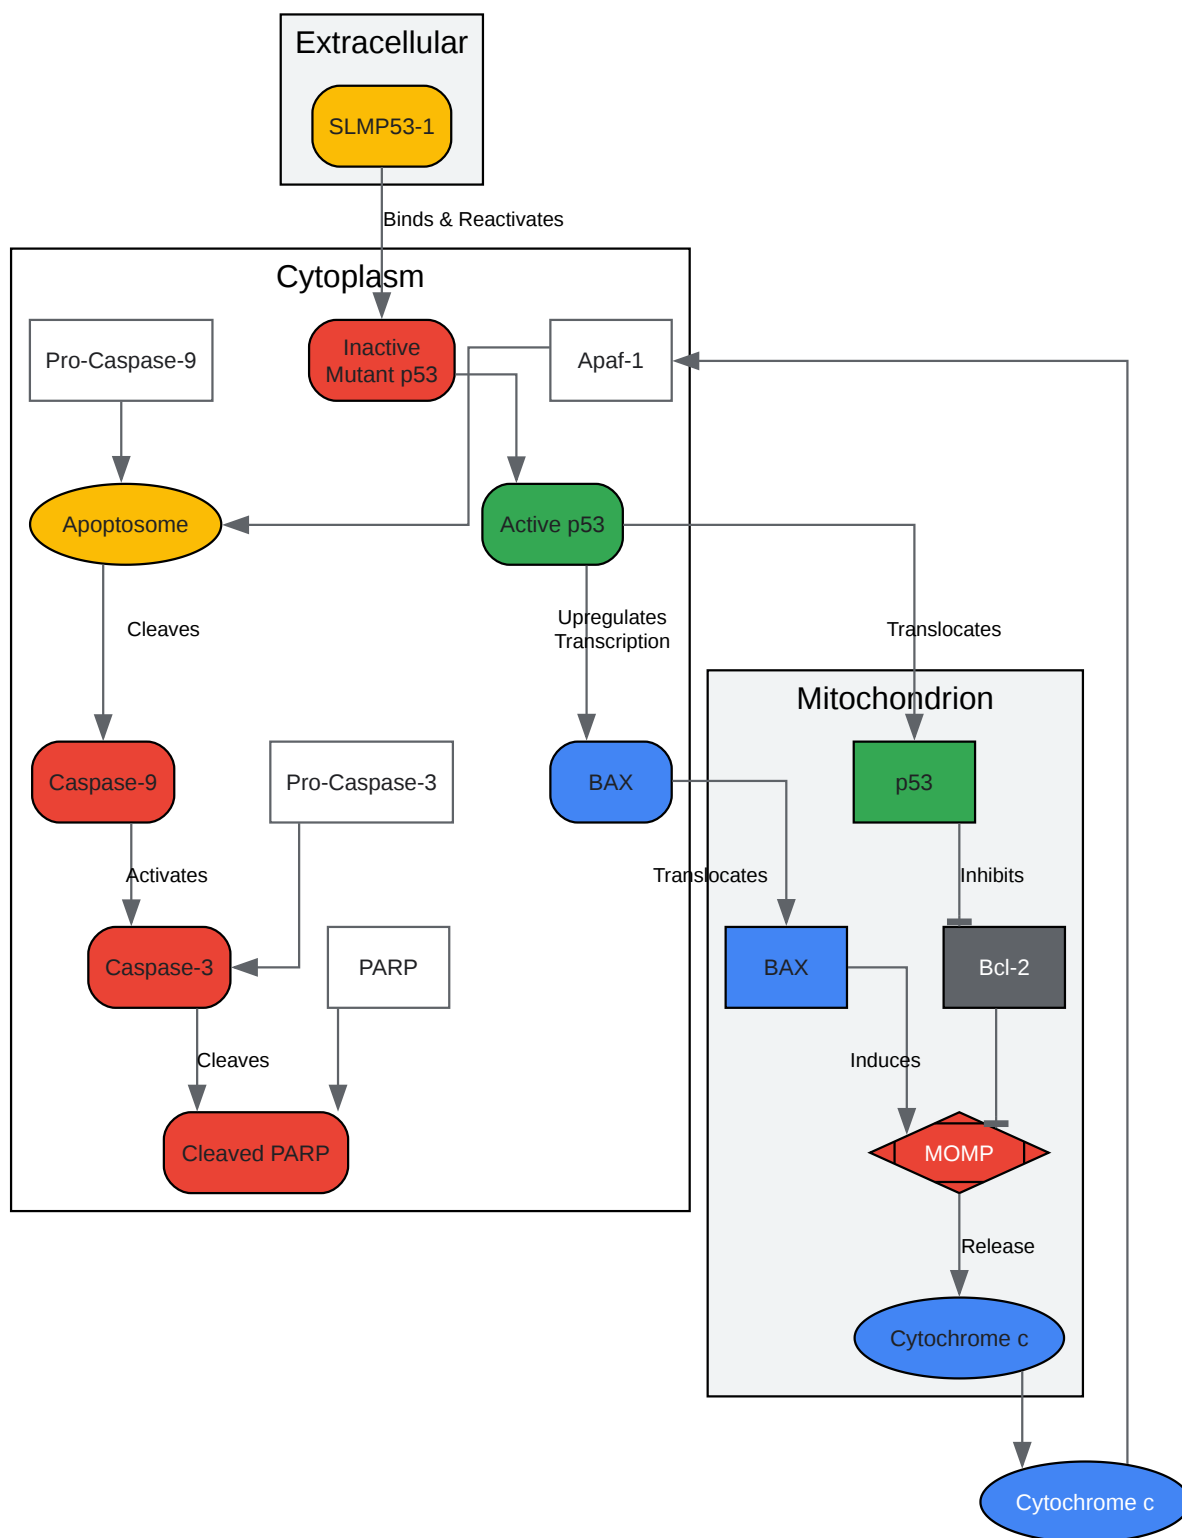 Extracellular
SLMP53-1
Binds & Reactivates
Cytoplasm
Pro-Caspase-9
Inactive
Mutant p53
Apaf-1
Apoptosome
Active p53
Cleaves
Upregulates
Transcription
Translocates
Mitochondrion
Caspase-9
Pro-Caspase-3
BAX
p53
Activates
Translocates
Inhibits
Caspase-3
PARP
BAX
Bcl-2
Cleaves
Induces
Cleaved PARP
MOMP
Release
Cytochrome c
Cytochrome c